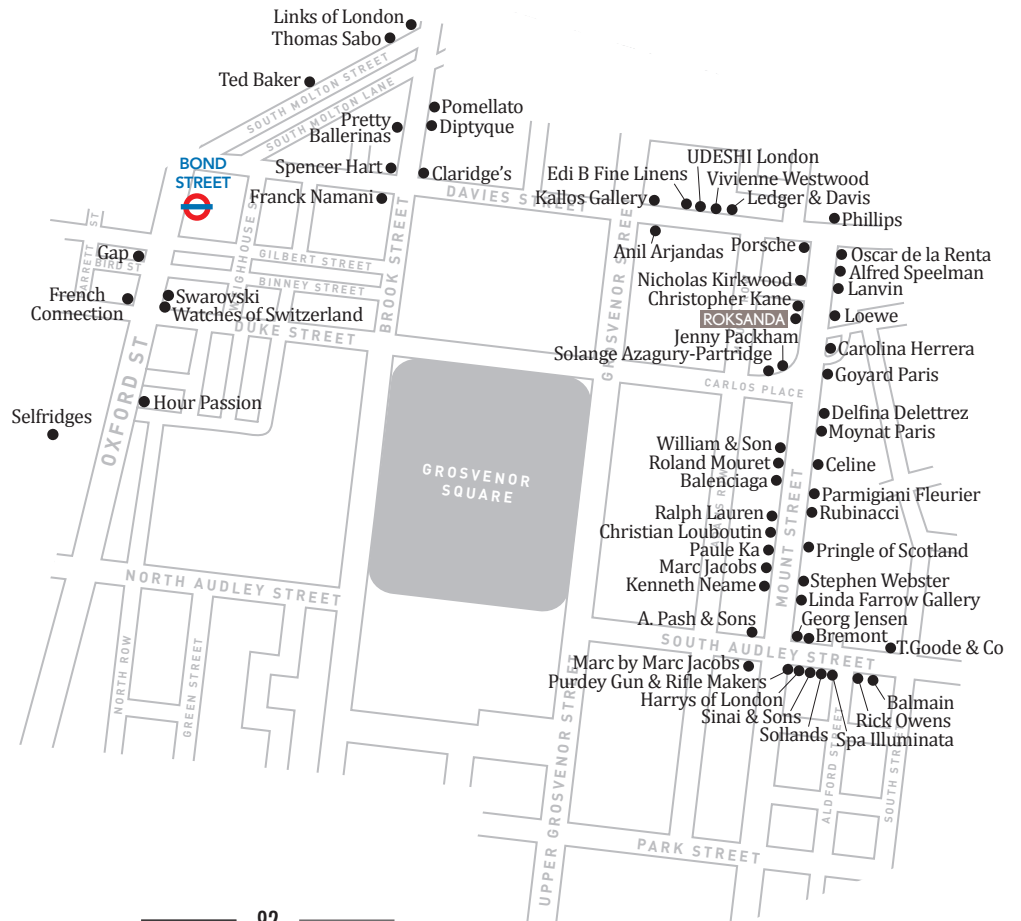 Links of London
Thomas Sabo
Ted Baker
SOUTH MOLTON STREET
SOUTH MOLTON LANE
Pomellato
Pretty
Ballerinas
Diptyque
BOND
STREET
Spencer Hart
Claridge's
Franck Namani
DAVIES STREET
UDESHI London
Edi B Fine Linens
Vivienne Westwood
Kallos Gallery
Ledger & Davis
Phillips
Anil Arjandas
Porsche
Oscar de la Renta
Alfred Speelman
Nicholas Kirkwood
Lanvin
Christopher Kane
ROKSANDA
Loewe
Jenny Packham
Solange Azagury-Partridge
Carolina Herrera
Goyard Paris
CARLOS PLACE
Gap
BIRD ST
GILBERT STREET
BINNEY STREET
BROOK STREET
GROSVENOR STREET
French
Connection
Swarovski
Watches of Switzerland
DUKE STREET
OXFORD ST
Hour Passion
Selfridges
GROSVENOR
SQUARE
Delfina Delettrez
Moynat Paris
William & Son
Roland Mouret
Celine
Balenciaga
Parmigiani Fleurier
Ralph Lauren
Rubinacci
Christian Louboutin
Paule Ka
Pringle of Scotland
Marc Jacobs
MOUNT STREET
Kenneth Neame
Stephen Webster
Linda Farrow Gallery
Georg Jensen
A. Pash & Sons
Bremont
T.Goode & Co
NORTH AUDLEY STREET
SOUTH AUDLEY STREET
NORTH ROW
GREEN STREET
Marc by Marc Jacobs
Purdey Gun & Rifle Makers
Harrys of London
Sinai & Sons
Sollands
Spa Illuminata
Rick Owens
Balmain
ALDFORD STREET
SOUTH STREET
UPPER GROSVENOR STREET
PARK STREET